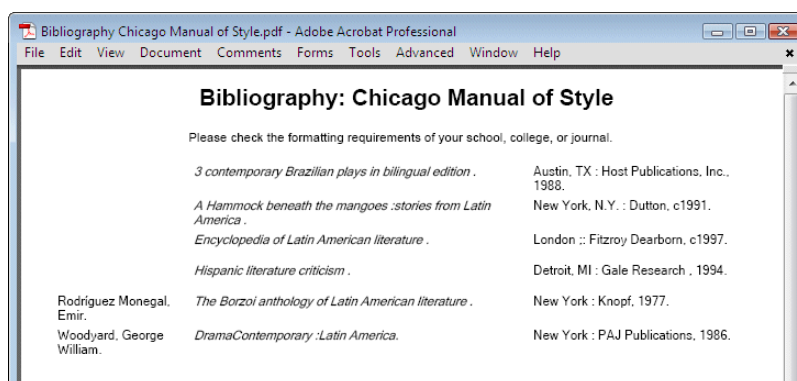 Bibliography Chicago Manual of Style.pdf - Adobe Acrobat Professional
File Edit View Document Comments Forms Tools Advanced Window Help
Bibliography: Chicago Manual of Style
Please check the formatting requirements of your school, college, or journal.
3 contemporary Brazilian plays in bilingual edition . Austin, TX : Host Publications, Inc.,
1988.
A Hammock beneath the mangoes :stories from Latin New York, N.Y. : Dutton, c1991.
America .
Encyclopedia of Latin American literature . London ;: Fitzroy Dearborn, c1997.
Hispanic literature criticism . Detroit, MI : Gale Research , 1994.
Rodríguez Monegal, The Borzoi anthology of Latin American literature . New York : Knopf, 1977.
Emir.
Woodyard, George DramaContemporary :Latin America. New York : PAJ Publications, 1986.
William.